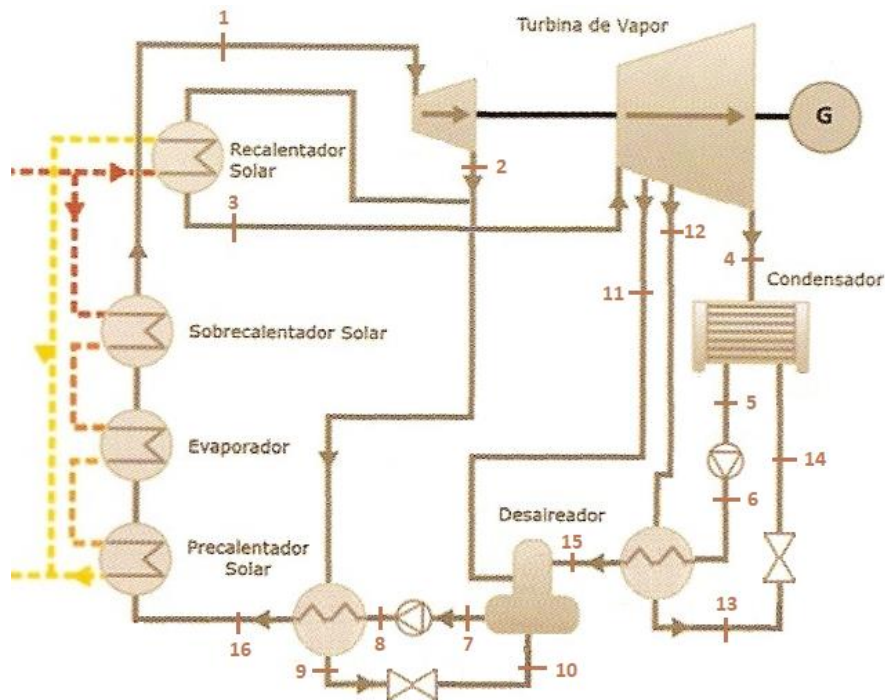 1
Turbina de Vapor
G
Recalentador
Solar
2
3
12
4
Condensador
11
Sobrecalentador Solar
5
14
Evaporador
6
Desaireador
15
Precalentador
Solar
16
8
7
13
9
10